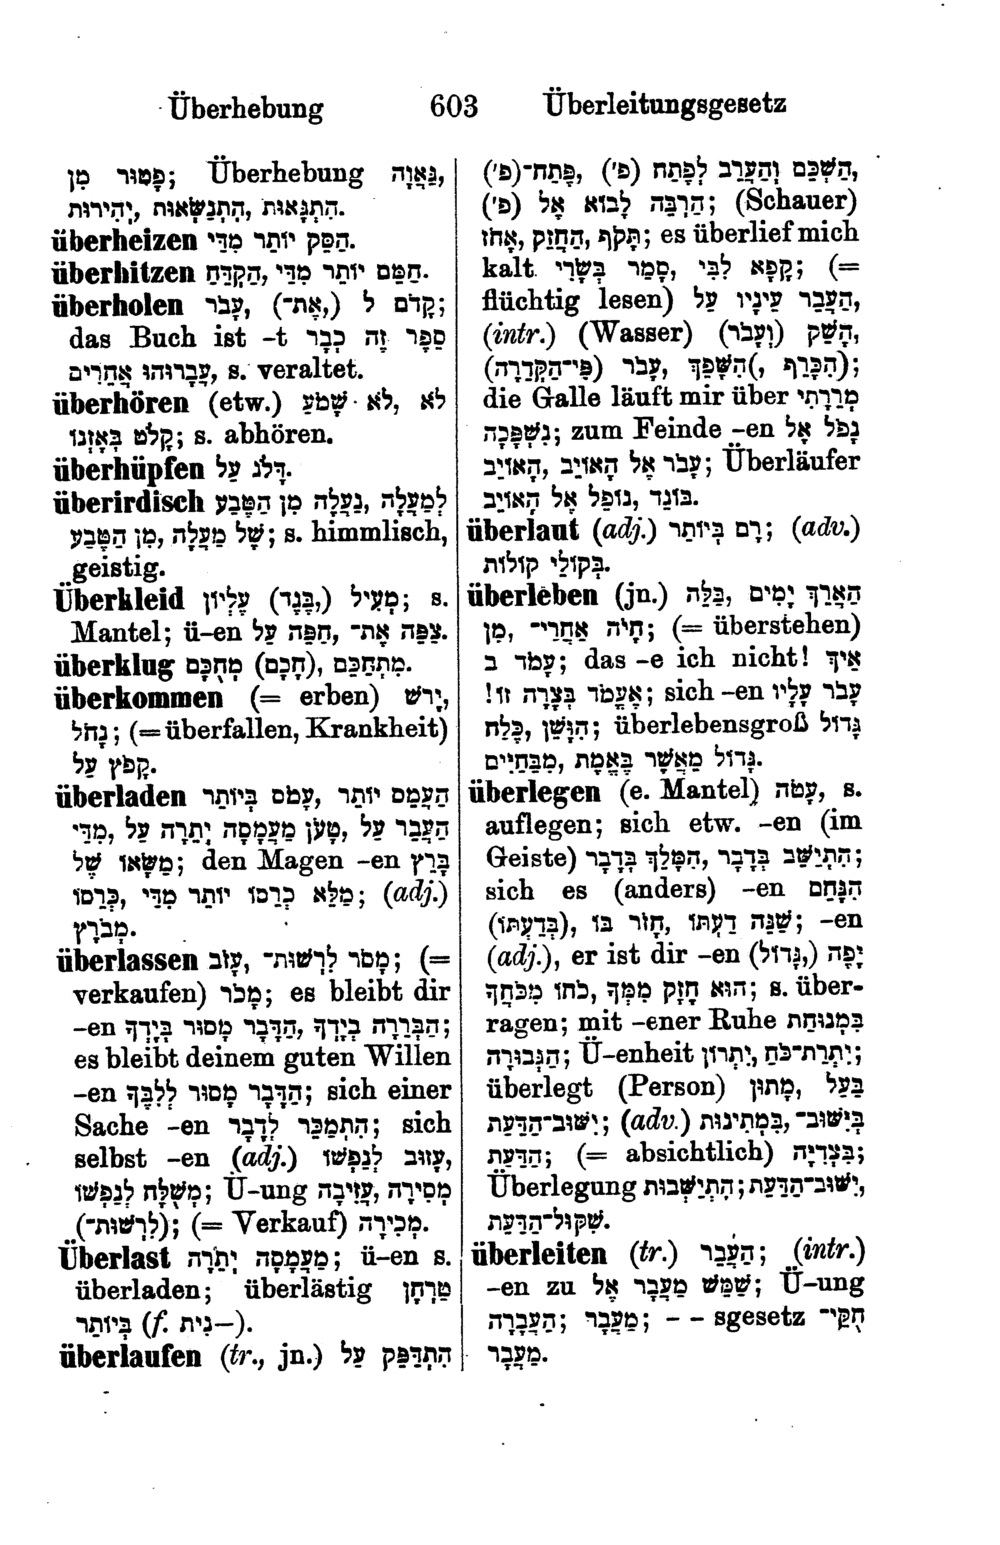 Überhebung 603 Überleitungsgesetz
פָּטוּר מִן; Überhebung גַּאֲוָה,
יְהִירוּת, הִתְנַשְּׂאוּת, הִתְגָּאוּת.
überheizen הַסֵּק יוֹתֵר מִדַּי.
überhitzen חַמֵּם יוֹתֵר מִדַּי, הַקְדֵּחַ.
überholen עָבֹר, (אֶת־) קַדֵּם ל;
das Buch ist -t סֵפֶר זֶה כְּבָר
עֲבָרוּהוּ אֲחֵרִים, s. veraltet.
überhören (etw.) לֹא שָׁמֹעַ, לֹא
קָלֹט בְּאָזְנוֹ; s. abhören.
überhüpfen דַּלֵּג עַל.
überirdisch לְמַעְלָה, נַעֲלֶה מִן הַטֶּבַע
שֶׁל מַעְלָה, מִן הַטֶּבַע; s. himmlisch,
geistig.
Überkleid מְעִיל (בֶּגֶד,) עֶלְיוֹן; s.
Mantel; ü-en צַפֵּה אֶת־, חַפֵּה עַל.
überklug מְחֻכָּם (חָכָם), מִתְחַכֵּם.
überkommen (= erben) יָרֹשׁ,
נָחֹל; (= überfallen, Krankheit)
קָפֹץ עַל.
überladen הַעֲמֵס יוֹתֵר, עָמֹס בְּיוֹתֵר
הַעֲבֵר עַל, טָעֹן מַעֲמָסָה יְתֵרָה עַל, מִדַּי
מַשָּׂאוֹ שֶׁל; den Magen -en בָּרֵץ
כְּרֵסוֹ, מַלֵּא כְרֵסוֹ יוֹתֵר מִדַּי; (adj.)
מְבֹרָץ.
überlassen עָזֹב, מָסֹר לִרְשׁוּת־; (=
verkaufen) מָכֹר; es bleibt dir
-en הַבְּרֵרָה בְיָדְךָ, הַדָּבָר מָסוּר בְּיָדְךָ;
es bleibt deinem guten Willen
-en הַדָּבָר מָסוּר לְלִבְּךָ; sich einer
Sache -en הִתְמַכֵּר לְדָבָר; sich
selbst -en (adj.) עָזוּב לְנַפְשׁוֹ,
מְשֻׁלָּח לְנַפְשׁוֹ; Ü-ung מְסִירָה, עֲזִיבָה
(לִרְשׁוּת־); (= Verkauf) מְכִירָה.
Überlast מַעֲמָסָה יְתֵרָה; ü-en s.
überladen; überlästig טַרְחָן
בְּיוֹתֵר (f. —נִית).
überlaufen (tr., jn.) הִתְדַּפֵּק עַל
(פ')־פֶּתַח, הַשְׁכֵּם וְהַעֲרֵב לְפֶתַח (פ'),
הַרְבֵּה לָבוֹא אֶל (פ'); (Schauer)
תָּקֹף, הַחֲזֵק, אָחֹז; es überlief mich
kalt קָפָא לִבִּי, סָמַר בְּשָׂרִי; (=
flüchtig lesen) הַעֲבֵר עֵינָיו עַל,
(intr.) (Wasser) הָשֵׁק (וְעָבֹר),
(פִּי־הַקְּדֵרָה) עָבֹר, הִשָּׁפֵךְ (, הִכָּרֵף);
die Galle läuft mir über מְרֵרָתִי
נִשְׁפָּכָה; zum Feinde -en נָפֹל אֶל
הָאוֹיֵב, עָבֹר אֶל הָאוֹיֵב; Überläufer
בּוֹגֵד, נוֹפֵל אֶל הָאוֹיֵב.
überlaut (adj.) רָם בְּיוֹתֵר; (adv.)
בְּקוֹלֵי קוֹלוֹת.
überleben (jn.) הַאֲרֵךְ יָמִים, בַּלֵּה
מִן, חָיֹה אַחֲרֵי־; (= überstehen)
עָמֹד ב; das -e ich nicht! אֵיךְ
אֶעֱמֹד בְּצָרָה זוֹ!; sich -en עָבֹר עָלָיו
כֶּלַח, הִוָּשֵׁן; überlebensgroß גָּדוֹל
מִבַּחַיִּים, גָּדוֹל מֵאֲשֶׁר בֶּאֱמֶת.
überlegen (e. Mantel) עָטֹה, s.
auflegen; sich etw. -en (im
Geiste) הִתְיַשֵּׁב בְּדָבָר, הִמָּלֵךְ בְּדָבָר;
sich es (anders) -en הִנָּחֵם
(בְּדַעְתּוֹ), חָזֹר בּוֹ, שַׁנֵּה דַעְתּוֹ; -en
(adj.), er ist dir -en יָפֶה (גָּדוֹל,)
כֹּחוֹ מִכֹּחֲךָ, הוּא חָזָק מִמְּךָ; s. über-
ragen; mit -ener Ruhe בִּמְנוּחַת
הַגְּבוּרָה; Ü-enheit יִתְרוֹן, יִתְרַת־כֹּחַ;
überlegt (Person) מָתוּן, בַּעַל
יִשּׁוּב־הַדַּעַת; (adv.) בִּמְתִינוּת, בְּיִשּׁוּב־
הַדַּעַת; (= absichtlich) בִּצְדִיָּה;
Überlegung הִתְיַשְּׁבוּת; יִשּׁוּב־הַדַּעַת,
שִׁקּוּל־הַדַּעַת.
überleiten (tr.) הַעֲבֵר; (intr.)
-en zu שַׁמֵּשׁ מַעֲבָר אֶל; Ü-ung
הַעֲבָרָה; מַעֲבָר; - - sgesetz חֻקֵּי־
מַעֲבָר.